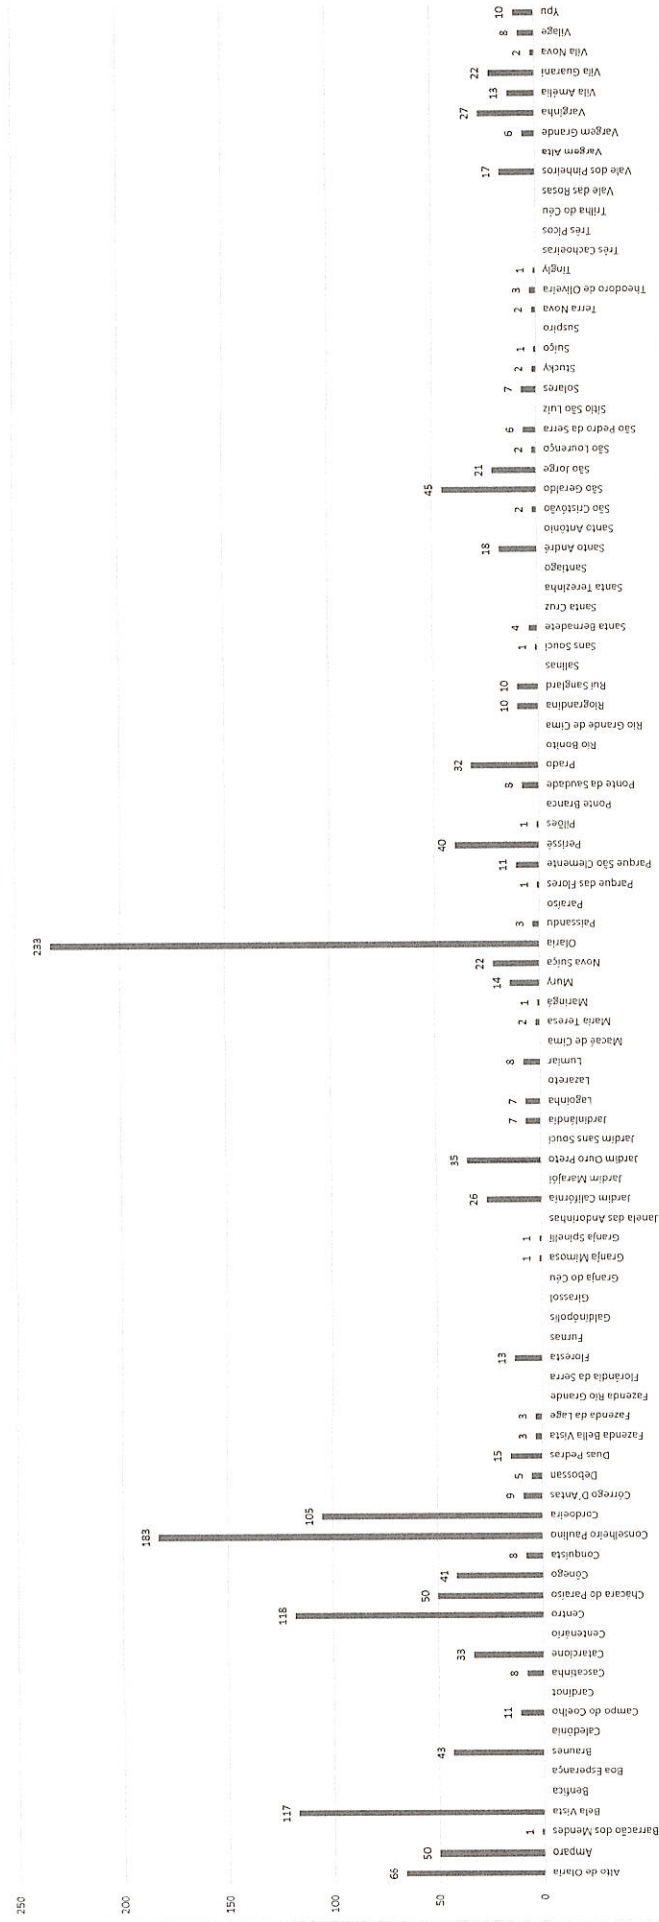 250
200
150
100
50
0
66
Alto de Olaria
50
Amparo
1
Barracão dos Mendes
117
Bela Vista
Benfica
Boa Esperança
43
Braunes
Caledônia
11
Campo do Coelho
Cardinot
8
Cascatinha
33
Catarcione
Centenário
118
Centro
50
Chácara do Paraíso
41
Cônego
8
Conquista
183
Conselheiro Paulino
105
Cordoeira
9
Córrego D'Antas
5
Debossan
15
Duas Pedras
3
Fazenda Bella Vista
3
Fazenda da Lage
Fazenda Rio Grande
Florândia da Serra
13
Floresta
Furnas
Galdinópolis
Girassol
Granja do Céu
1
Granja Mimosa
1
Granja Spinelli
Janela das Andorinhas
26
Jardim Califórnia
Jardim Marajói
35
Jardim Ouro Preto
Jardim Sans Souci
7
Jardinlândia
7
Lagoinha
Lazareto
8
Lumiar
Macaé de Cima
2
Maria Teresa
1
Maringá
14
Mury
22
Nova Suíça
233
Olaria
3
Paissandu
Paraíso
1
Parque das Flores
11
Parque São Clemente
40
Perissê
1
Pilões
Ponte Branca
8
Ponte da Saudade
32
Prado
Rio Bonito
Rio Grande de Cima
10
Riograndina
10
Rui Sanglard
Salinas
1
Sans Souci
4
Santa Bernadete
Santa Cruz
Santa Terezinha
Santiago
18
Santo André
Santo Antônio
2
São Cristóvão
45
São Geraldo
21
São Jorge
2
São Lourenço
6
São Pedro da Serra
Sítio São Luiz
7
Solares
2
Stucky
1
Suíço
Suspiro
2
Terra Nova
3
Theodoro de Oliveira
1
Tingly
Três Cachoeiras
Três Picos
Trilha do Céu
Vale das Rosas
17
Vale dos Pinheiros
Vargem Alta
6
Vargem Grande
27
Varginha
13
Vila Amélia
22
Vila Guarani
2
Vila Nova
8
Vilage
10
Ypu